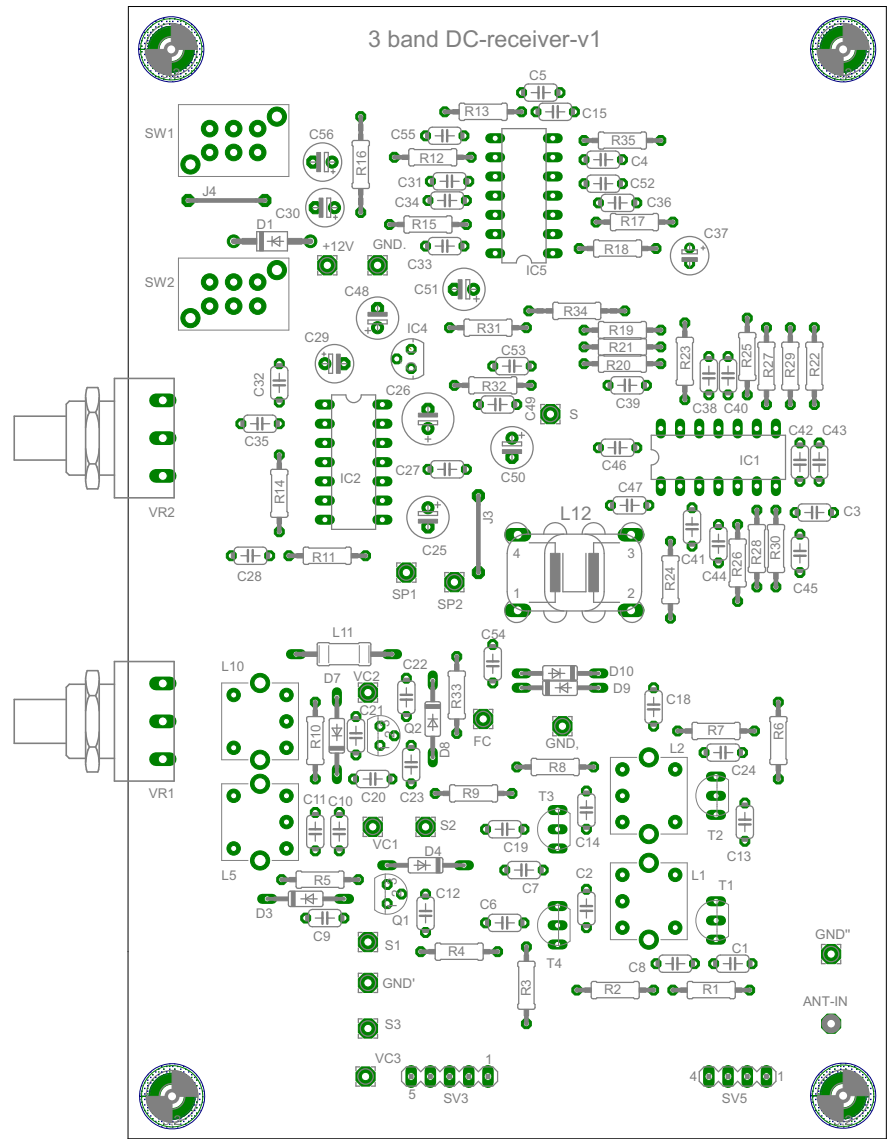 3 band DC-receiver-v1
C5
R13
C15
SW1
C56
R16
C55
R35
R12
C4
C31
C52
J4
C34
C36
C30
R15
R17
D1
C37
+12V
GND.
C33
R18
IC5
SW2
C51
C48
R34
IC4
R31
R19
R23
R25
R27
R29
R22
C29
R21
C53
R20
C32
C26
R32
C39
C38
C40
C49
S
C35
C42
C43
C46
IC1
IC2
C27
C50
R14
C47
VR2
J3
L12
C3
C25
C41
R26
R28
R30
C44
4
3
C28
R11
R24
C45
1
2
SP1
SP2
L11
C54
L10
D7
VC2
C22
R33
D10
D9
C18
C21
Q2
FC
GND,
R7
R6
R10
D8
L2
C24
C23
R8
VR1
C20
R9
T3
C11
C10
VC1
S2
C19
C14
T2
C13
D4
L5
R5
C7
C2
L1
T1
D3
C12
Q1
C9
C6
GND"
S1
R4
T4
C8
C1
GND'
R3
R2
R1
ANT-IN
S3
VC3
1
5
SV3
4
1
SV5